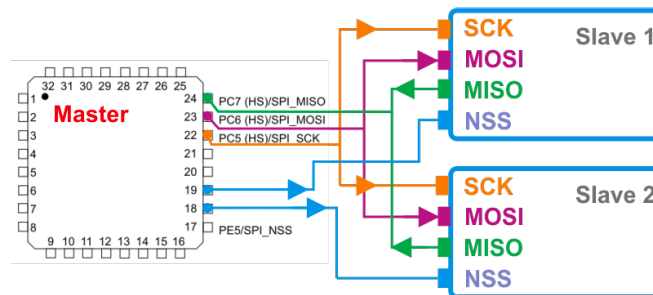 32 31 30 29 28 27 26 25
1
2
3
4
5
6
7
8
Master
9 10 11 12 13 14 15 16
24 PC7 (HS)/SPI_MISO
23 PC6 (HS)/SPI_MOSI
22 PC5 (HS)/SPI_SCK
21
20
19
18
17 PE5/SPI_NSS
Slave 1
SCK
MOSI
MISO
NSS
Slave 2
SCK
MOSI
MISO
NSS